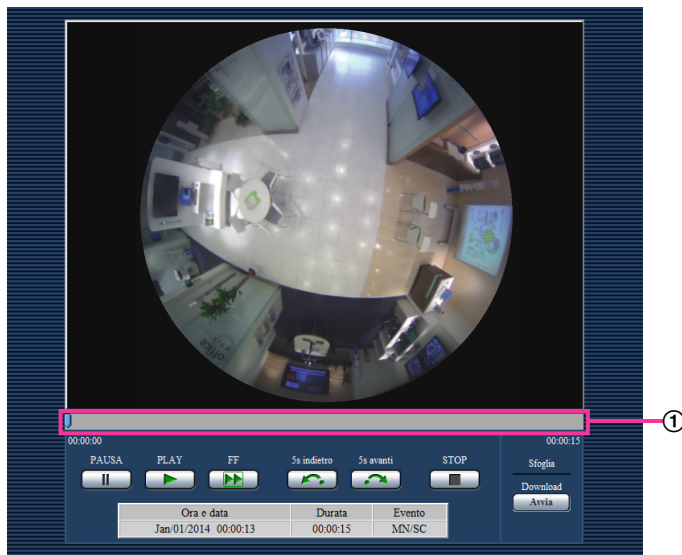 ①
00:00:00 00:00:15
PAUSA PLAY FF 5s indietro 5s avanti STOP Sfoglia
Download
Avvia
Ora e data Durata Evento
Jan/01/2014 00:00:13 00:00:15 MN/SC
office